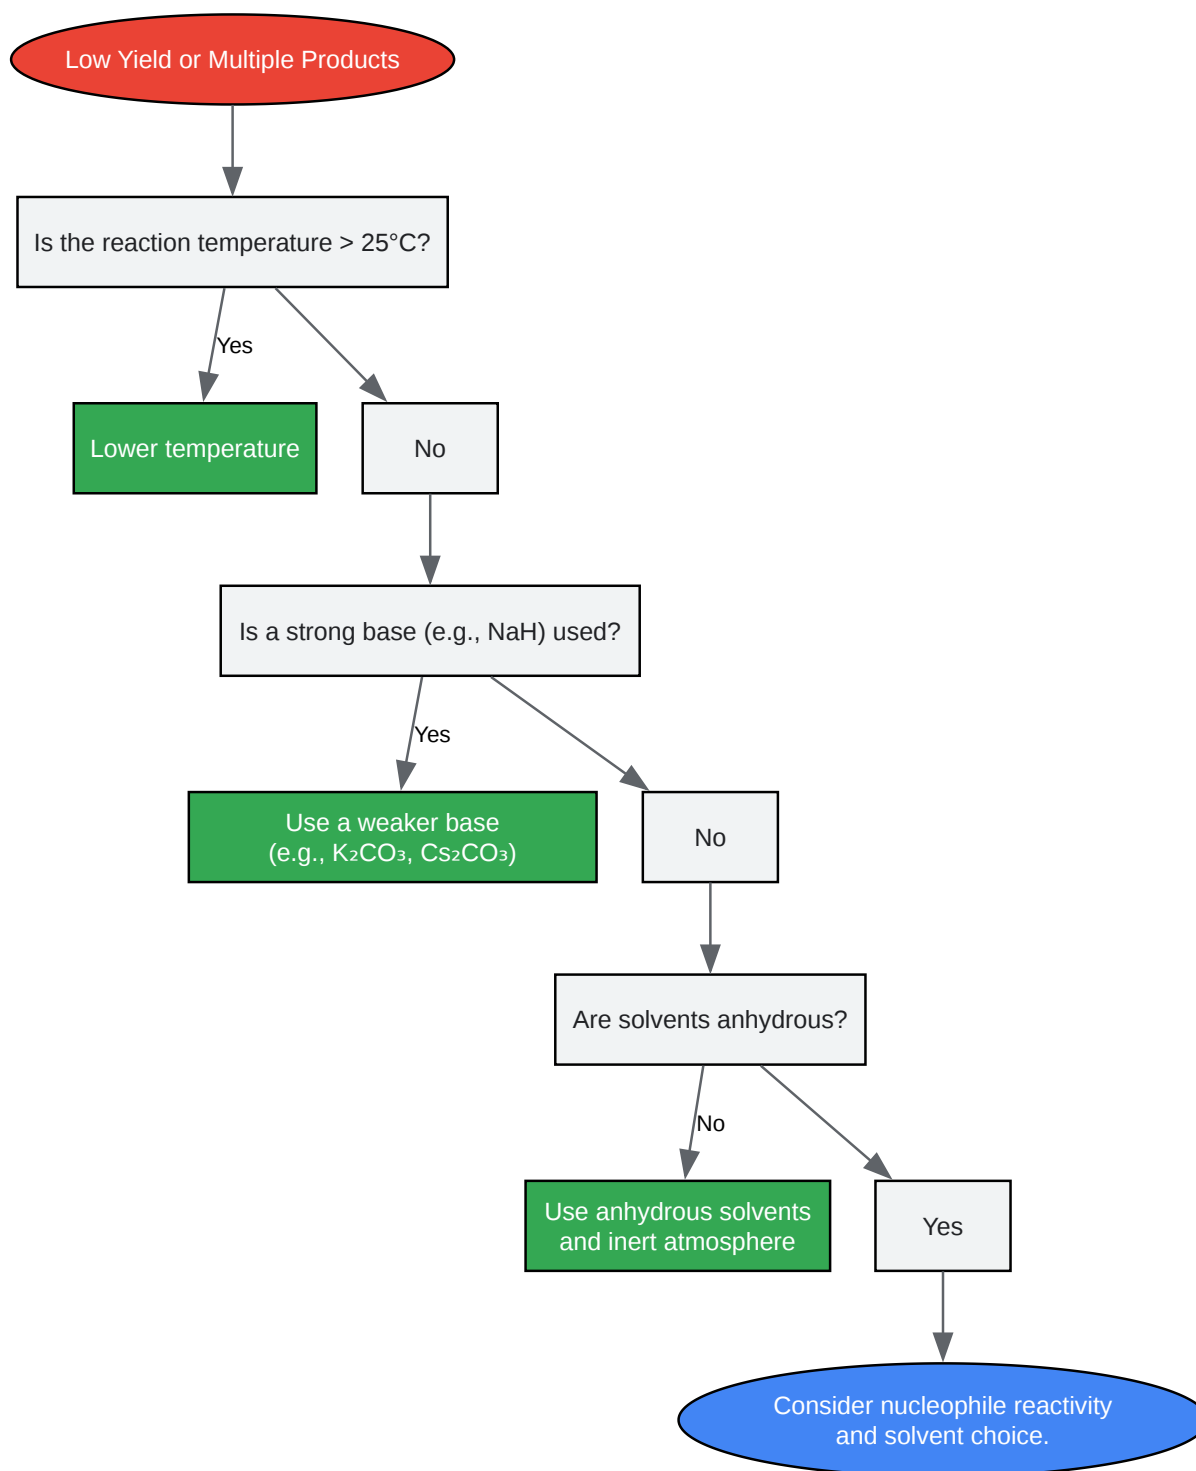 Low Yield or Multiple Products
Is the reaction temperature > 25°C?
Yes
Lower temperature
No
Is a strong base (e.g., NaH) used?
Yes
Use a weaker base
(e.g., K₂CO₃, Cs₂CO₃)
No
Are solvents anhydrous?
No
Use anhydrous solvents
and inert atmosphere
Yes
Consider nucleophile reactivity
and solvent choice.